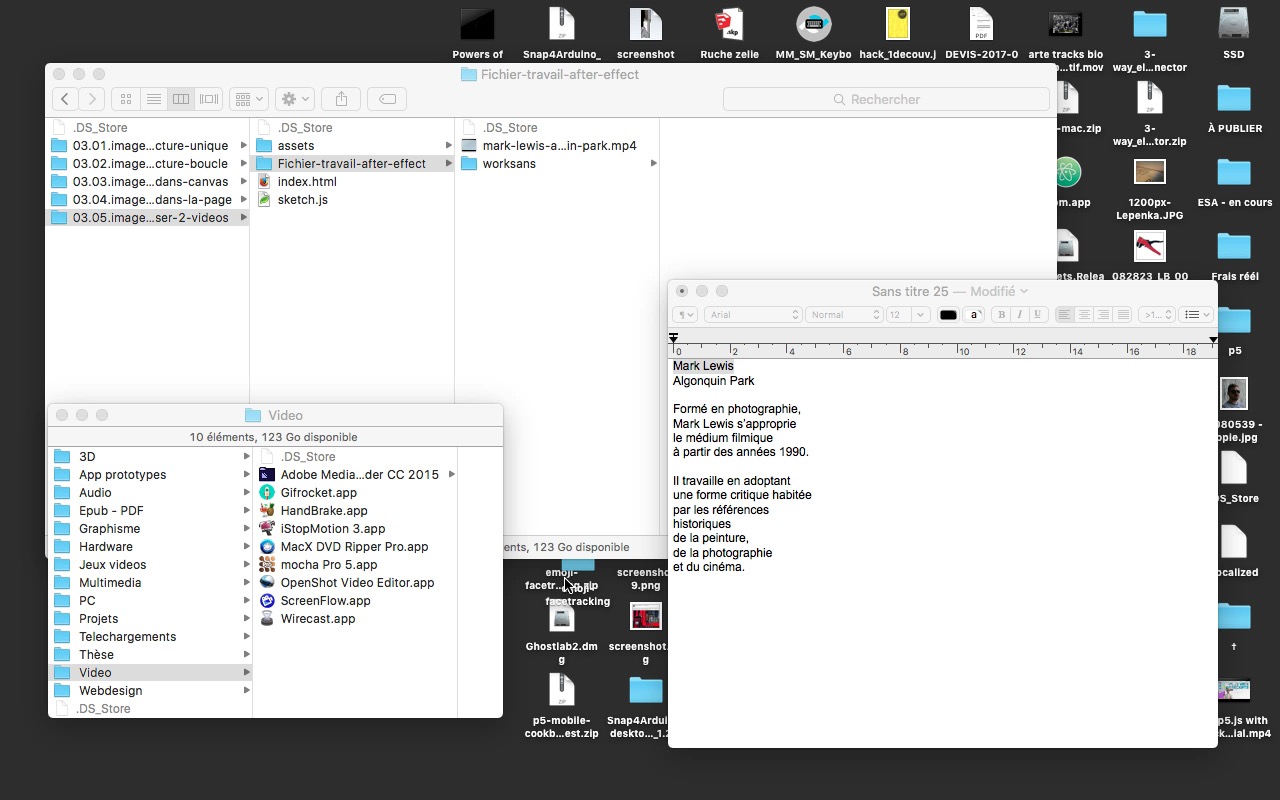 Powers of
Snap4Arduino_
screenshot
Ruche zelie
MM_SM_Keybo
hack_1decouv.j
DEVIS-2017-0
arte tracks bio
...tif.mov
3-
way_el...nector
SSD
Fichier-travail-after-effect
Rechercher
.DS_Store
03.01.image...cture-unique
03.02.image...cture-boucle
03.03.image...dans-canvas
03.04.image...dans-la-page
03.05.image...ser-2-videos
.DS_Store
assets
Fichier-travail-after-effect
index.html
sketch.js
.DS_Store
mark-lewis-a...in-park.mp4
worksans
-mac.zip
3-
way_el...tor.zip
À PUBLIER
om.app
1200px-
Lepenka.JPG
ESA - en cours
ets.Relea
082823_LB_00
Frais réél
p5
080539 -
ople.jpg
DS_Store
ocalized
†
p5.js with
ck...ial.mp4
ents, 123 Go disponible
Sans titre 25 — Modifié
Arial
Normal
12
B I U
>1...
0 2 4 6 8 10 12 14 16 18
Mark Lewis
Algonquin Park
Formé en photographie,
Mark Lewis s'approprie
le médium filmique
à partir des années 1990.
Il travaille en adoptant
une forme critique habitée
par les références
historiques
de la peinture,
de la photographie
et du cinéma.
Video
10 éléments, 123 Go disponible
3D
App prototypes
Audio
Epub - PDF
Graphisme
Hardware
Jeux videos
Multimedia
PC
Projets
Telechargements
Thèse
Video
Webdesign
.DS_Store
.DS_Store
Adobe Media...der CC 2015
Gifrocket.app
HandBrake.app
iStopMotion 3.app
MacX DVD Ripper Pro.app
mocha Pro 5.app
OpenShot Video Editor.app
ScreenFlow.app
Wirecast.app
emoji-
facetr...
facetracking
screensho
9.png
Ghostlab2.dm
g
screenshot.
g
p5-mobile-
cookb...est.zip
Snap4Ardui
deskto..._1.2